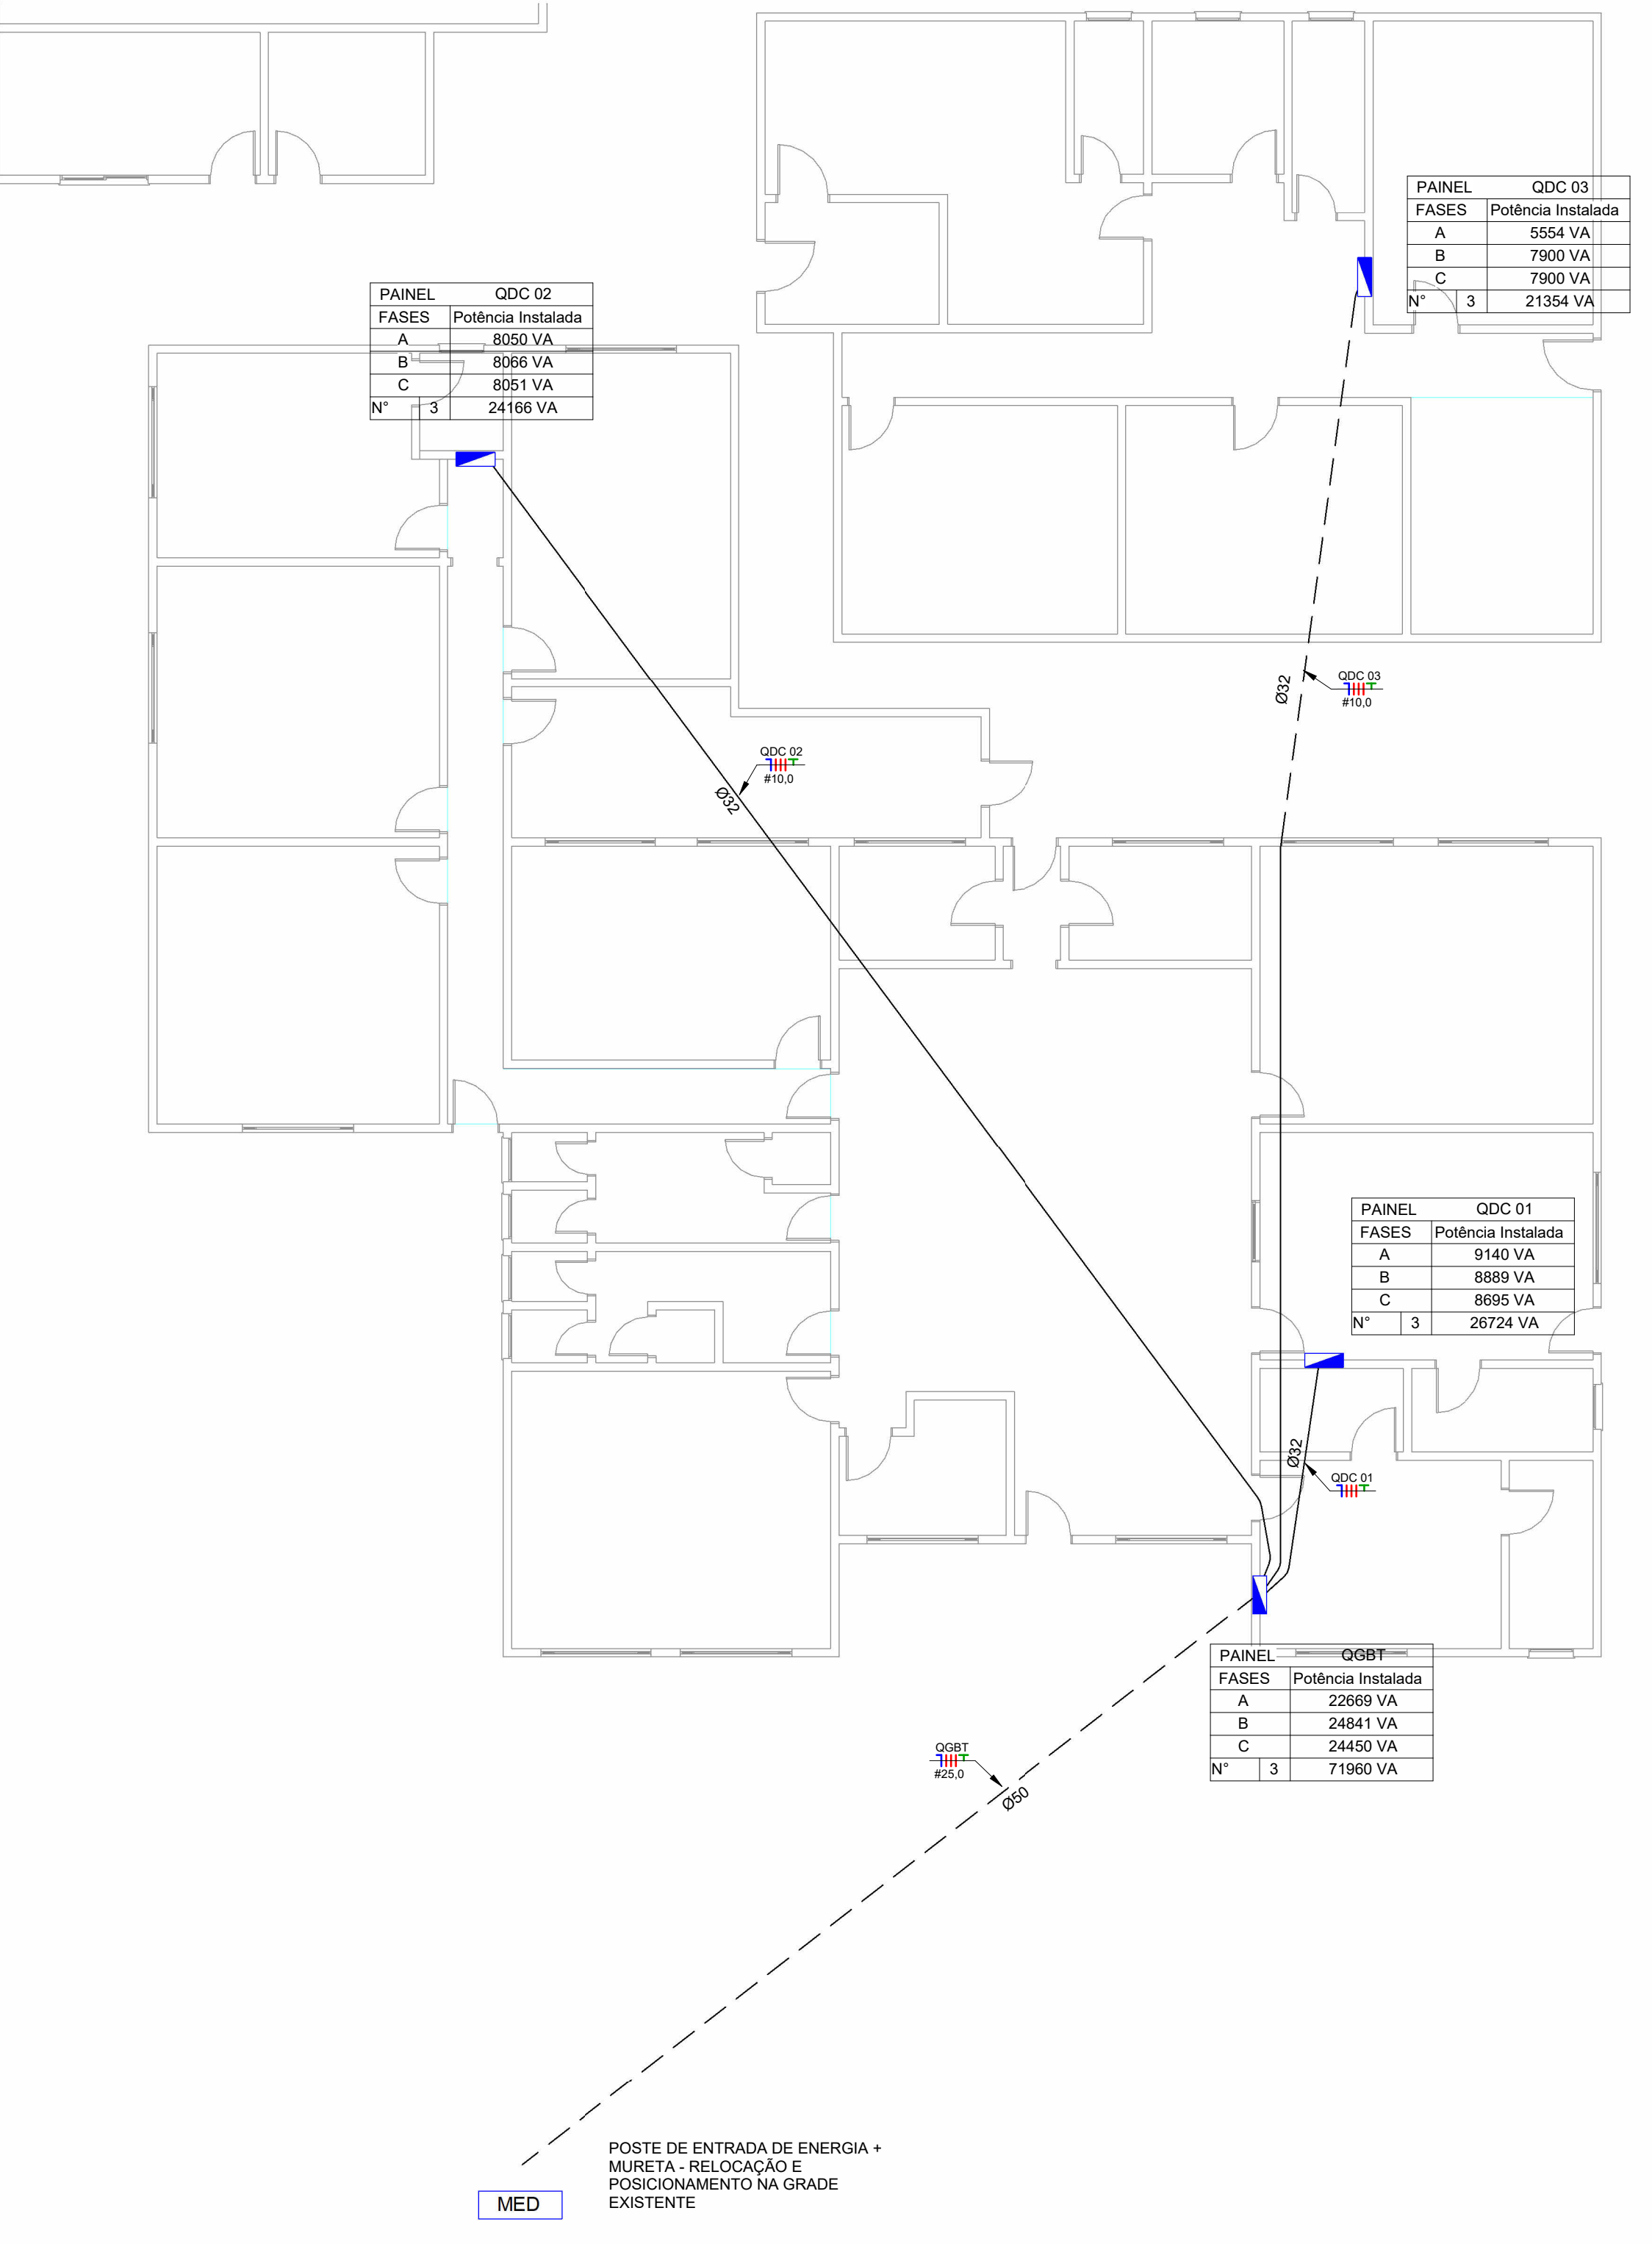 PAINEL QDC 03
FASES Potência Instalada
A 5554 VA
B 7900 VA
C 7900 VA
N° 3 21354 VA
PAINEL QDC 02
FASES Potência Instalada
A 8050 VA
B 8066 VA
C 8051 VA
N° 3 24166 VA
Ø32
QDC 03
#10,0
QDC 02
#10,0
Ø32
PAINEL QDC 01
FASES Potência Instalada
A 9140 VA
B 8889 VA
C 8695 VA
N° 3 26724 VA
Ø32
QDC 01
PAINEL QGBT
FASES Potência Instalada
A 22669 VA
B 24841 VA
C 24450 VA
N° 3 71960 VA
QGBT
#25,0
Ø50
POSTE DE ENTRADA DE ENERGIA +
MURETA - RELOCAÇÃO E
POSICIONAMENTO NA GRADE
EXISTENTE
MED